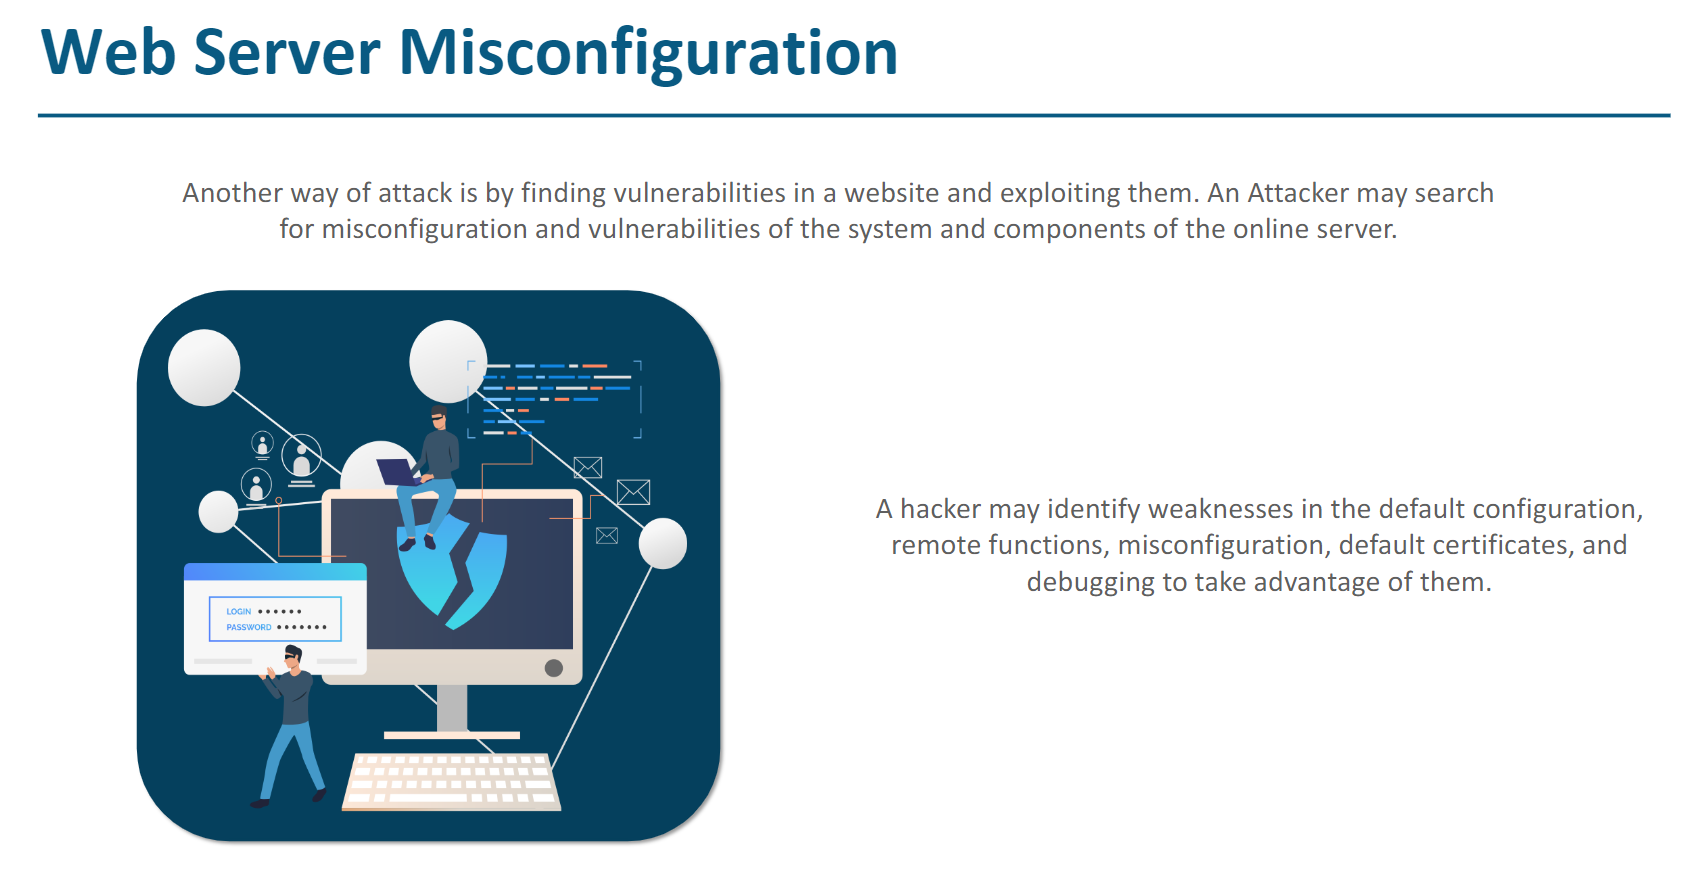 Web Server Misconfiguration
Another way of attack is by finding vulnerabilities in a website and exploiting them. An Attacker may search
for misconfiguration and vulnerabilities of the system and components of the online server.
LOGIN ••••••
PASSWORD •••••••
A hacker may identify weaknesses in the default configuration,
remote functions, misconfiguration, default certificates, and
debugging to take advantage of them.